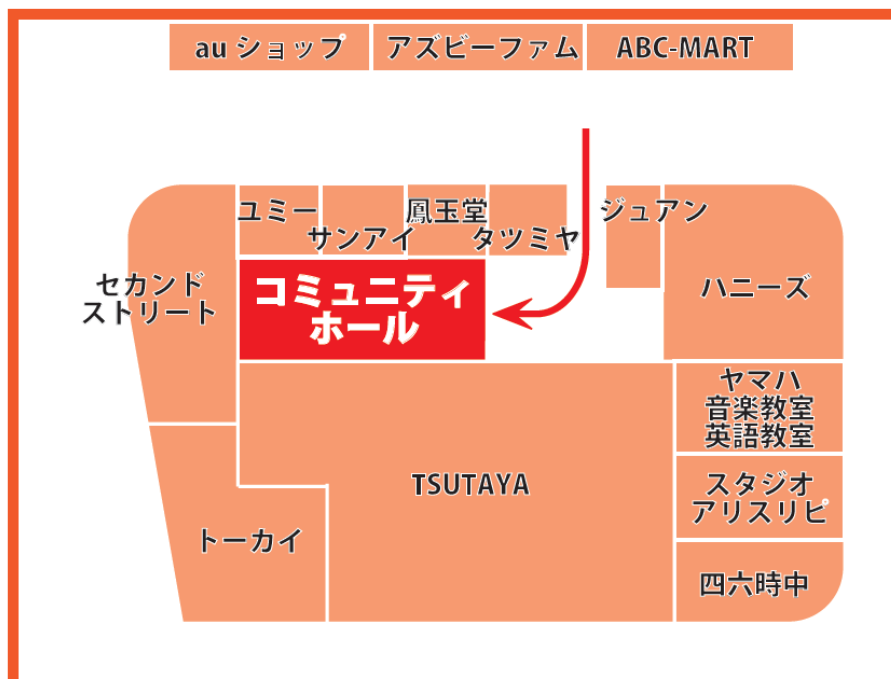 auショップ
アズビーファム
ABC-MART
ユミー
サンアイ
鳳玉堂
タツミヤ
ジュアン
セカンド
ストリート
コミュニティ
ホール
ハニーズ
ヤマハ
音楽教室
英語教室
TSUTAYA
スタジオ
アリスリピ
トーカイ
四六時中